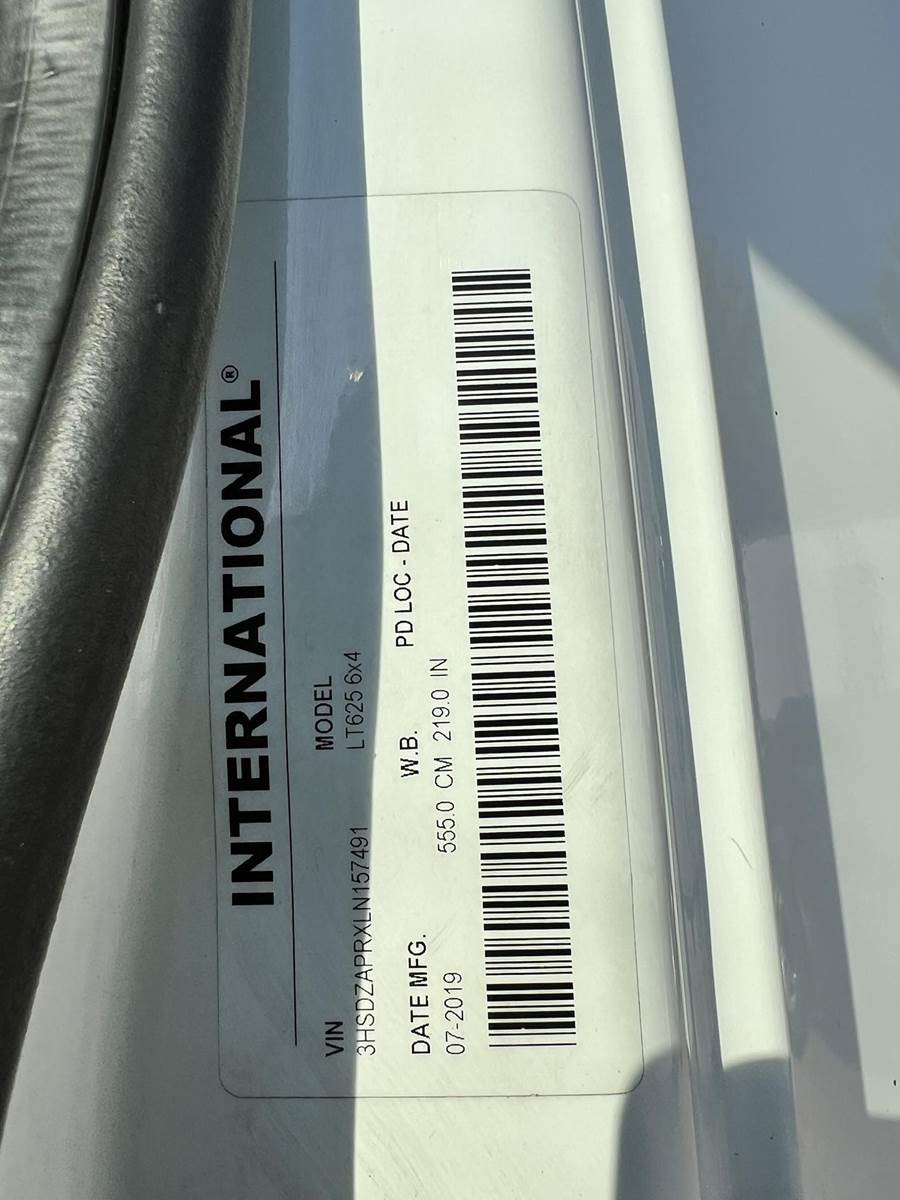 INTERNATIONAL®
VIN MODEL
3HSDZAPRXLN157491 LT625 6x4
DATE MFG. W.B. PD LOC - DATE
07-2019 555.0 CM 219.0 IN